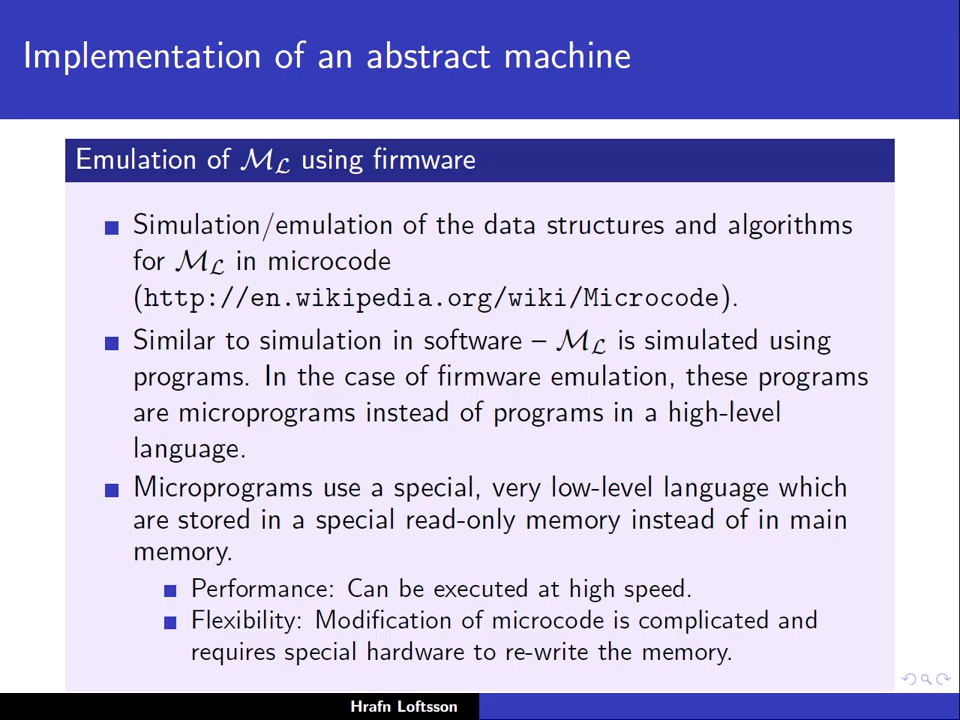 Implementation of an abstract machine
Emulation of ℳℒ using firmware
Simulation/emulation of the data structures and algorithms
for ℳℒ in microcode
(http://en.wikipedia.org/wiki/Microcode).
Similar to simulation in software – ℳℒ is simulated using
programs. In the case of firmware emulation, these programs
are microprograms instead of programs in a high-level
language.
Microprograms use a special, very low-level language which
are stored in a special read-only memory instead of in main
memory.
Performance: Can be executed at high speed.
Flexibility: Modification of microcode is complicated and
requires special hardware to re-write the memory.
Hrafn Loftsson